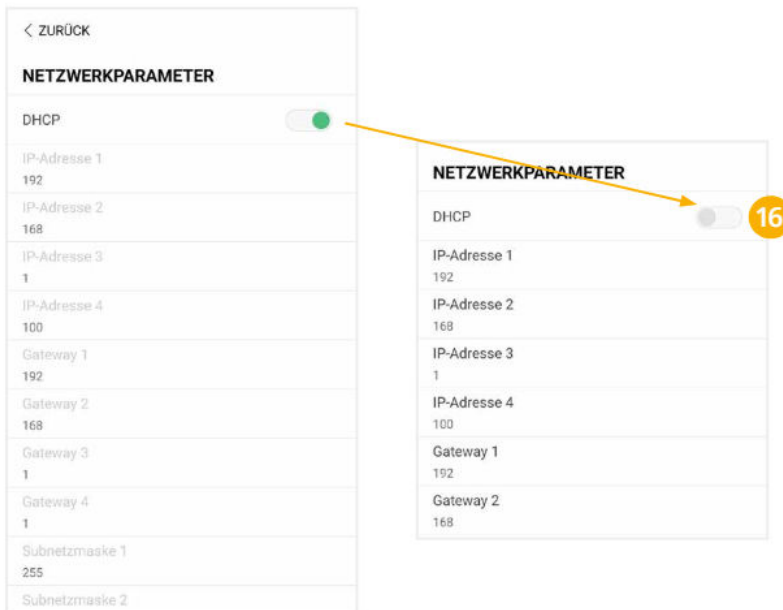 < ZURÜCK
NETZWERKPARAMETER
DHCP
IP-Adresse 1
192
IP-Adresse 2
168
IP-Adresse 3
1
IP-Adresse 4
100
Gateway 1
192
Gateway 2
168
Gateway 3
1
Gateway 4
1
Subnetzmaske 1
255
Subnetzmaske 2
NETZWERKPARAMETER
DHCP
16
IP-Adresse 1
192
IP-Adresse 2
168
IP-Adresse 3
1
IP-Adresse 4
100
Gateway 1
192
Gateway 2
168